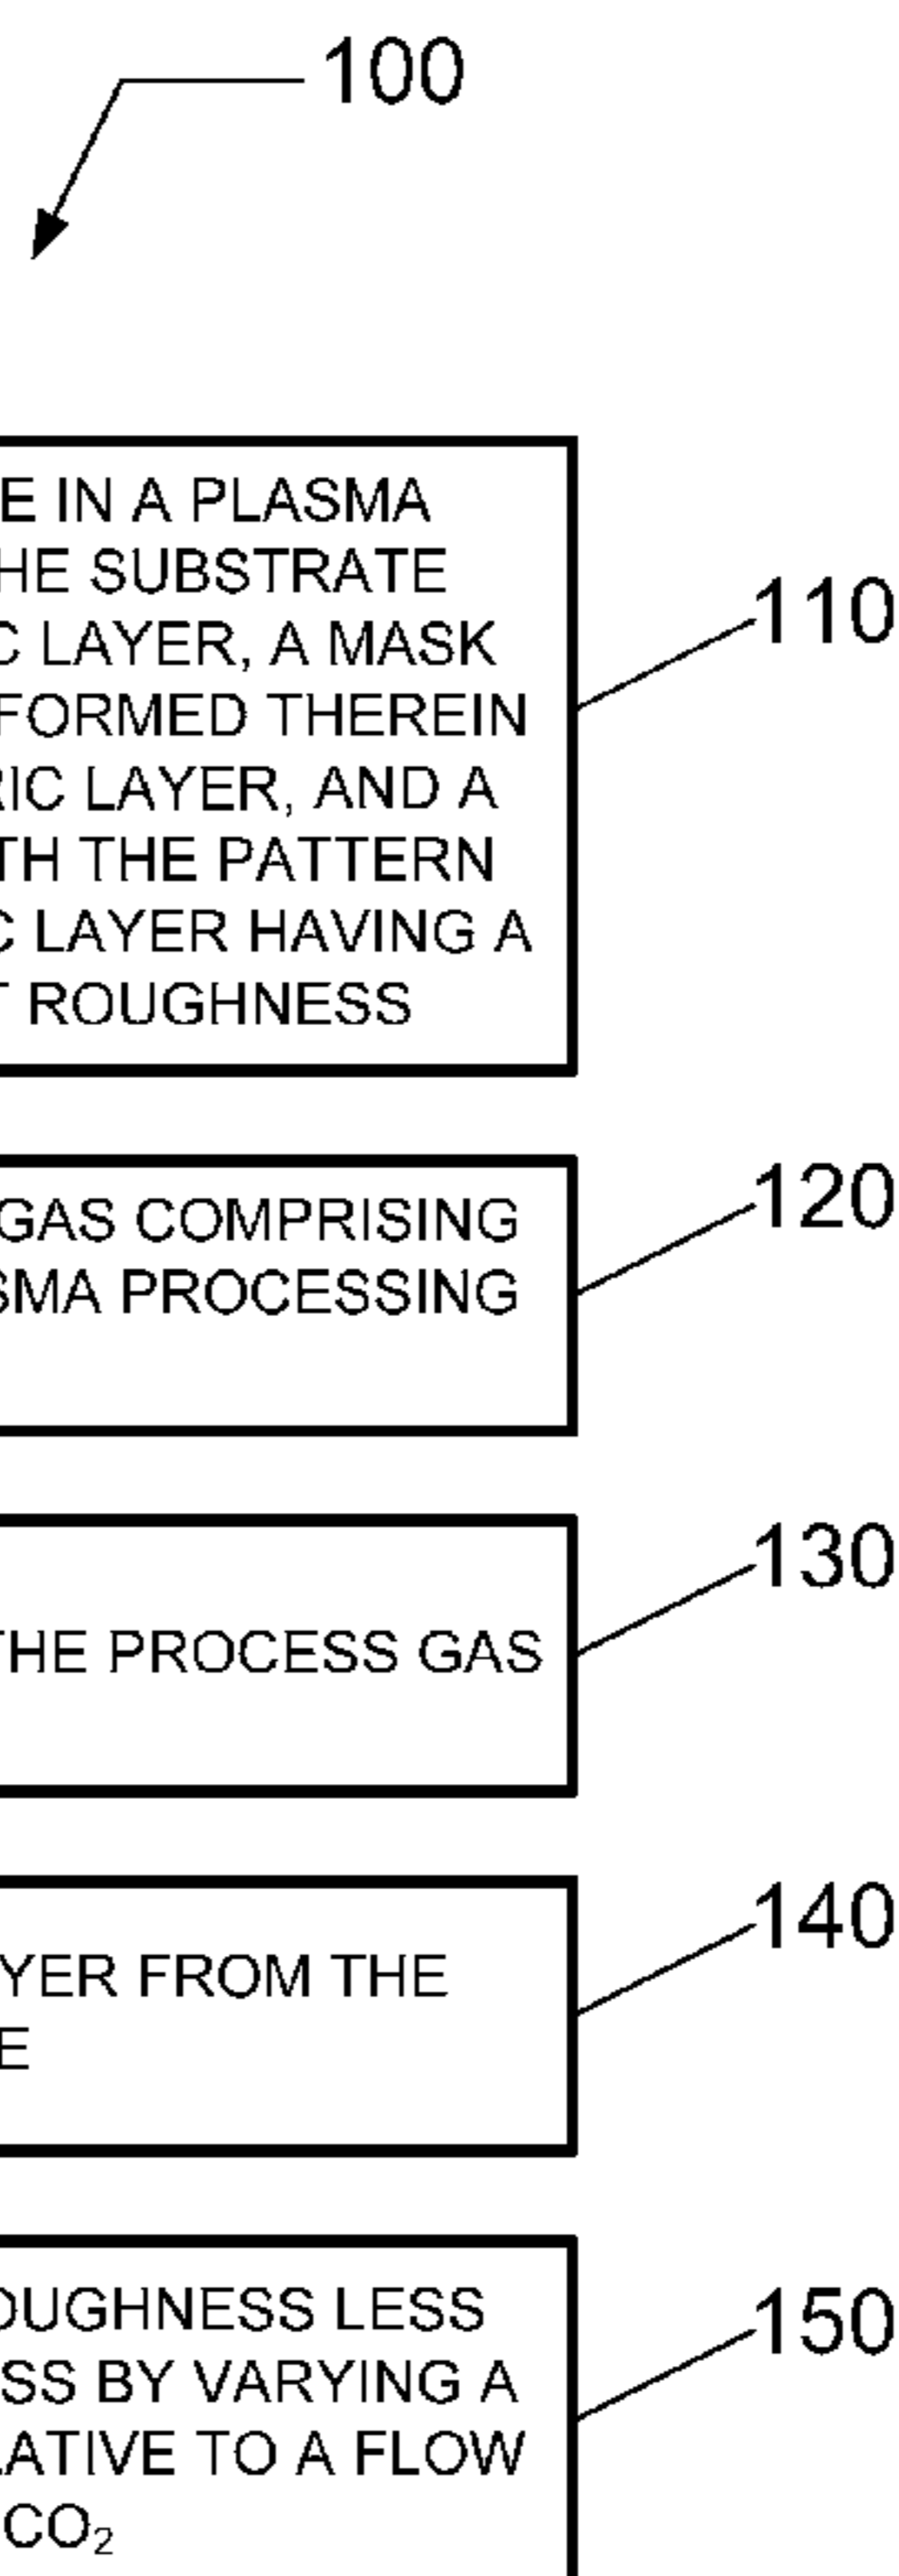 100
E IN A PLASMA
HE SUBSTRATE
C LAYER, A MASK
110
FORMED THEREIN
RIC LAYER, AND A
TH THE PATTERN
C LAYER HAVING A
T ROUGHNESS
GAS COMPRISING
120
SMA PROCESSING
130
THE PROCESS GAS
140
YER FROM THE
E
OUGHNESS LESS
150
SS BY VARYING A
LATIVE TO A FLOW
CO₂